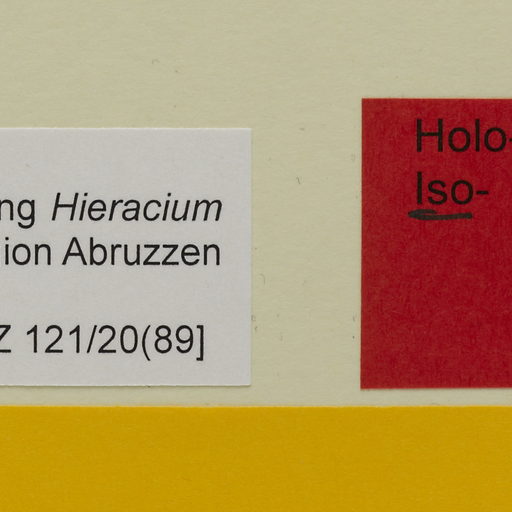 ng Hieracium
ion Abruzzen
Z 121/20(89]
Holo-
Iso-